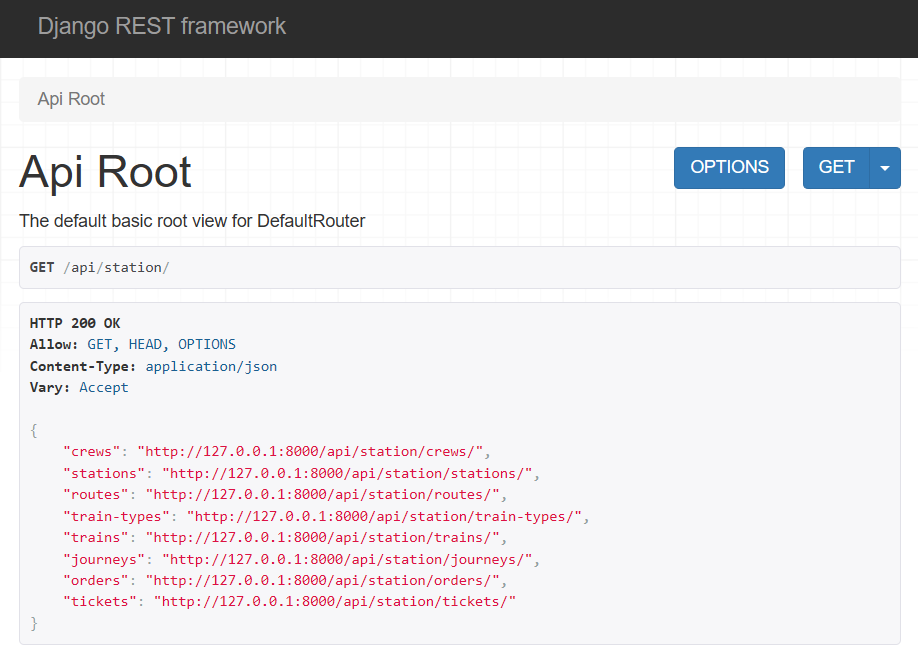 Django REST framework
Api Root
Api Root
OPTIONS
GET
The default basic root view for DefaultRouter
GET /api/station/
HTTP 200 OK
Allow: GET, HEAD, OPTIONS
Content-Type: application/json
Vary: Accept
{
    "crews": "http://127.0.0.1:8000/api/station/crews/",
    "stations": "http://127.0.0.1:8000/api/station/stations/",
    "routes": "http://127.0.0.1:8000/api/station/routes/",
    "train-types": "http://127.0.0.1:8000/api/station/train-types/",
    "trains": "http://127.0.0.1:8000/api/station/trains/",
    "journeys": "http://127.0.0.1:8000/api/station/journeys/",
    "orders": "http://127.0.0.1:8000/api/station/orders/",
    "tickets": "http://127.0.0.1:8000/api/station/tickets/"
}